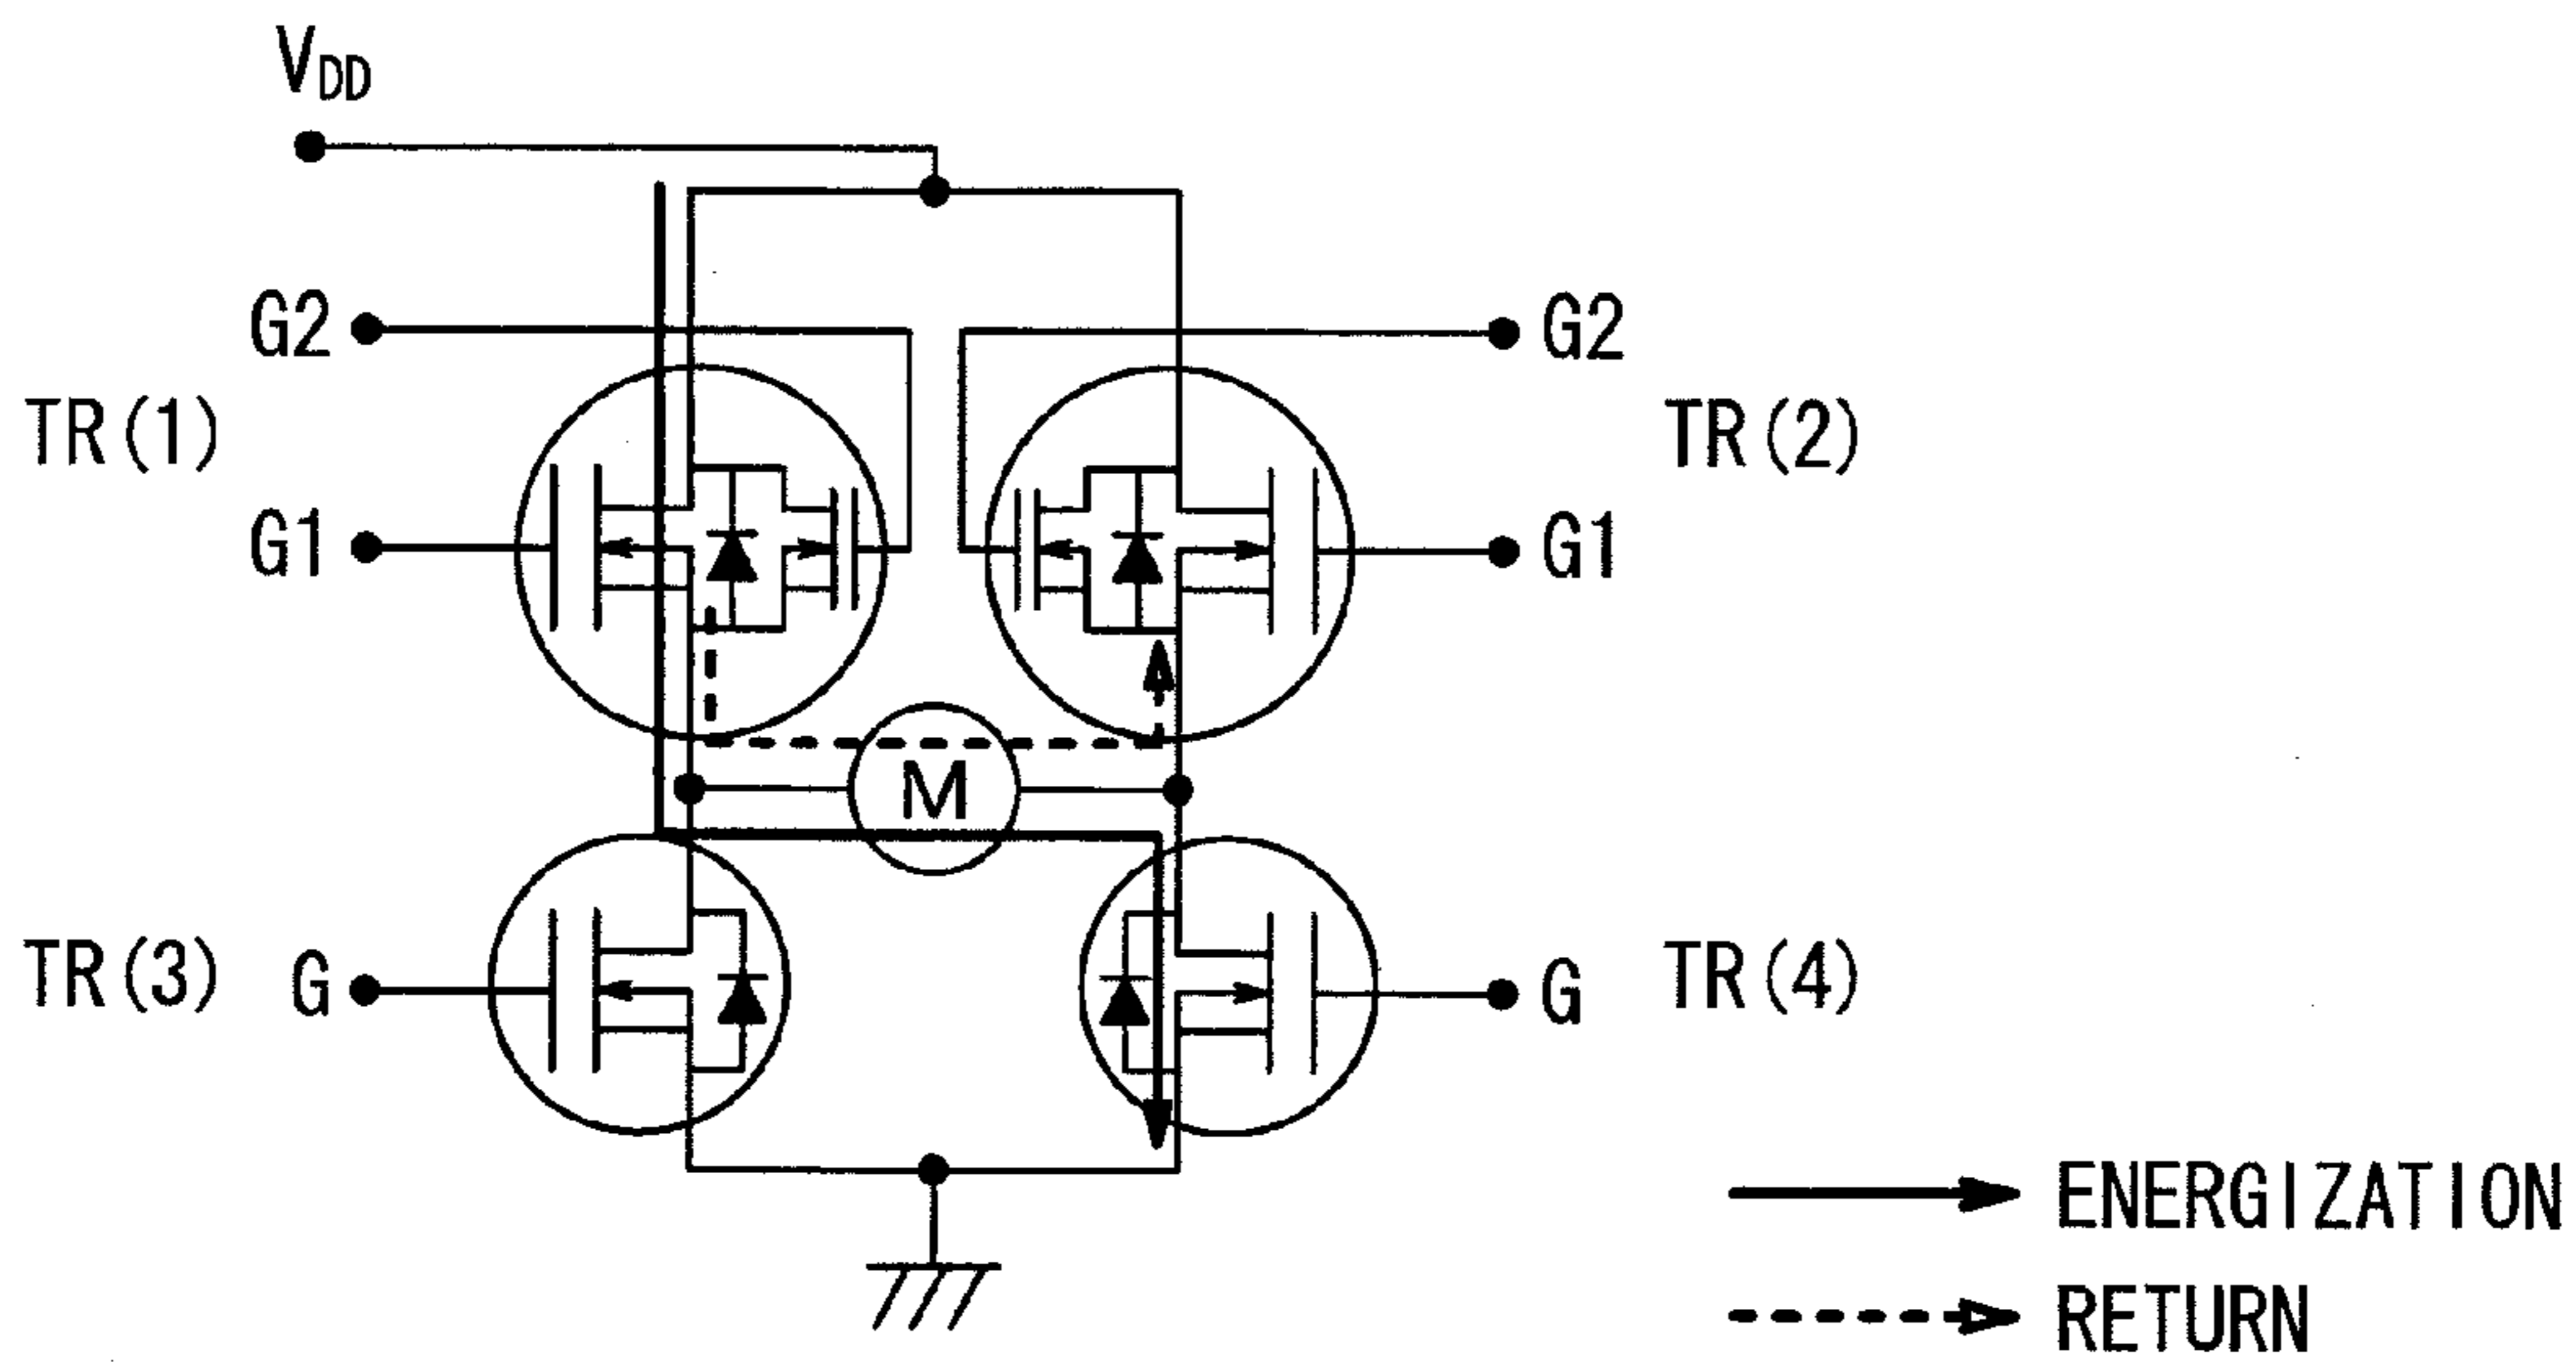 VDD
G2
G2
TR(1)
TR(2)
G1
G1
M
TR(3)
G
G
TR(4)
ENERGIZATION
RETURN